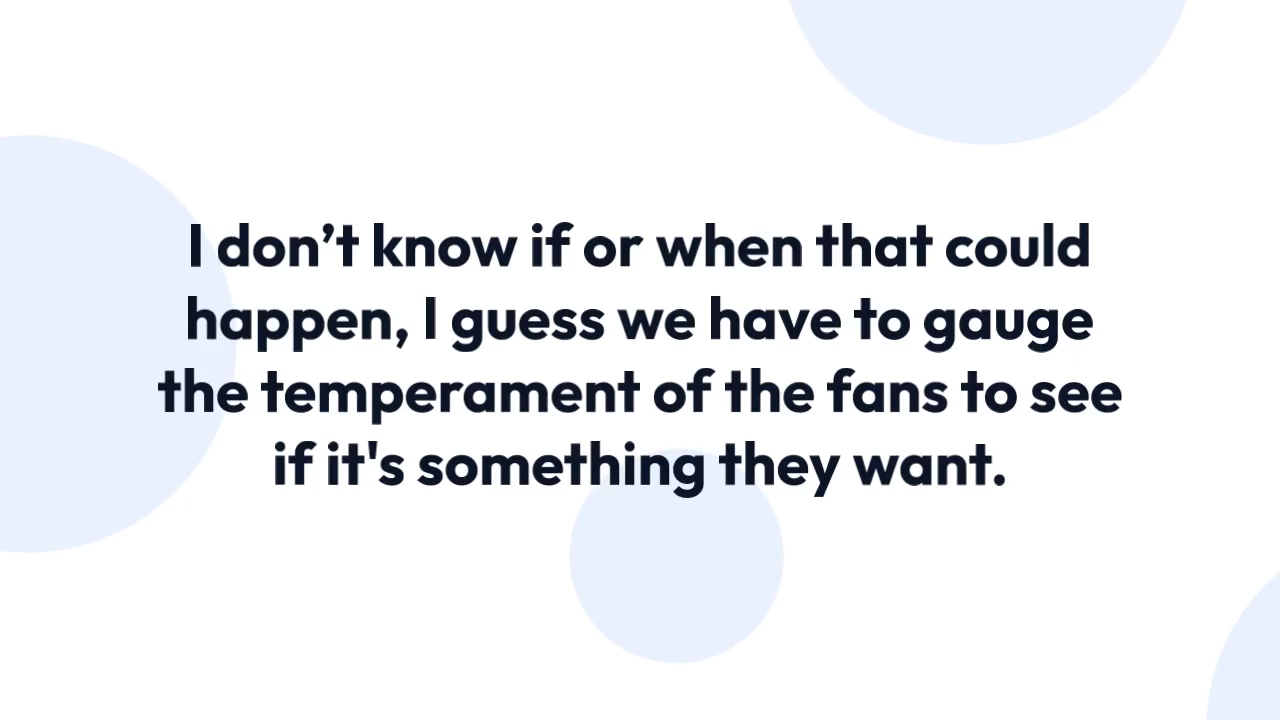 I don’t know if or when that could
happen, I guess we have to gauge
the temperament of the fans to see
if it's something they want.